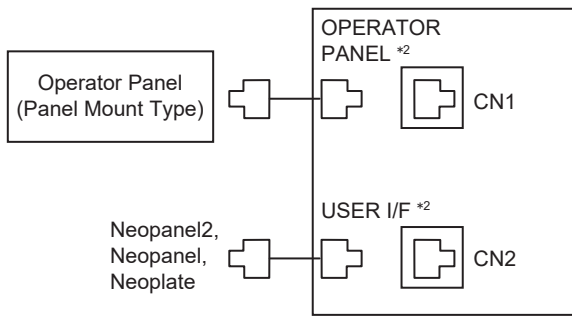 OPERATOR
PANEL *2
Operator Panel
(Panel Mount Type)
CN1
USER I/F *2
Neopanel2,
Neopanel,
Neoplate
CN2